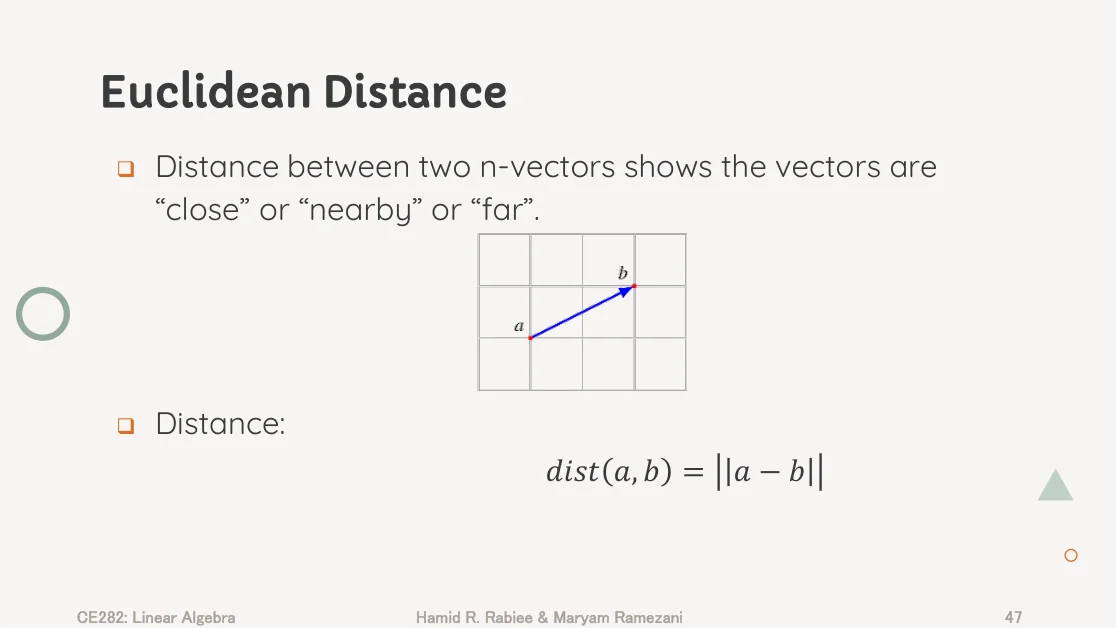 Euclidean Distance
❑ Distance between two n-vectors shows the vectors are
“close” or “nearby” or “far”.
b
a
❑ Distance:
dist(a, b) = ||a − b||
CE282: Linear Algebra
Hamid R. Rabiee & Maryam Ramezani
47